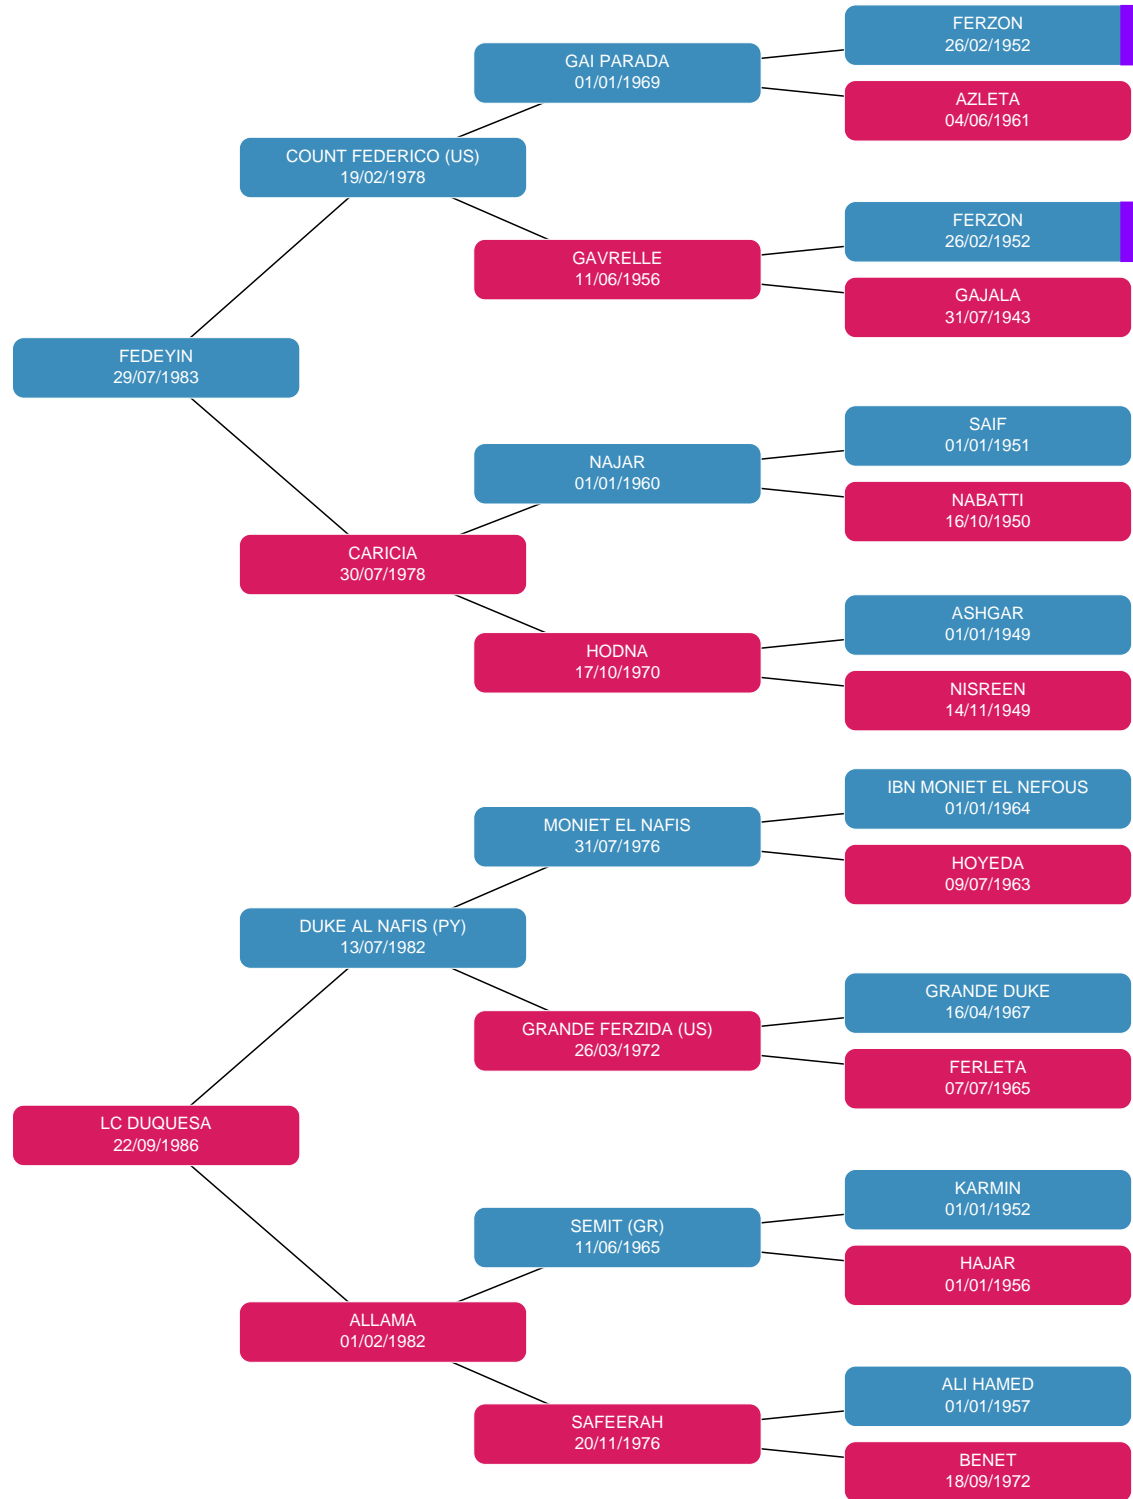 FERZON
26/02/1952
GAI PARADA
01/01/1969
AZLETA
04/06/1961
COUNT FEDERICO (US)
19/02/1978
FERZON
26/02/1952
GAVRELLE
11/06/1956
GAJALA
31/07/1943
FEDEYIN
29/07/1983
SAIF
01/01/1951
NAJAR
01/01/1960
NABATTI
16/10/1950
CARICIA
30/07/1978
ASHGAR
01/01/1949
HODNA
17/10/1970
NISREEN
14/11/1949
IBN MONIET EL NEFOUS
01/01/1964
MONIET EL NAFIS
31/07/1976
HOYEDA
09/07/1963
DUKE AL NAFIS (PY)
13/07/1982
GRANDE DUKE
16/04/1967
GRANDE FERZIDA (US)
26/03/1972
FERLETA
07/07/1965
LC DUQUESA
22/09/1986
KARMIN
01/01/1952
SEMIT (GR)
11/06/1965
HAJAR
01/01/1956
ALLAMA
01/02/1982
ALI HAMED
01/01/1957
SAFEERAH
20/11/1976
BENET
18/09/1972